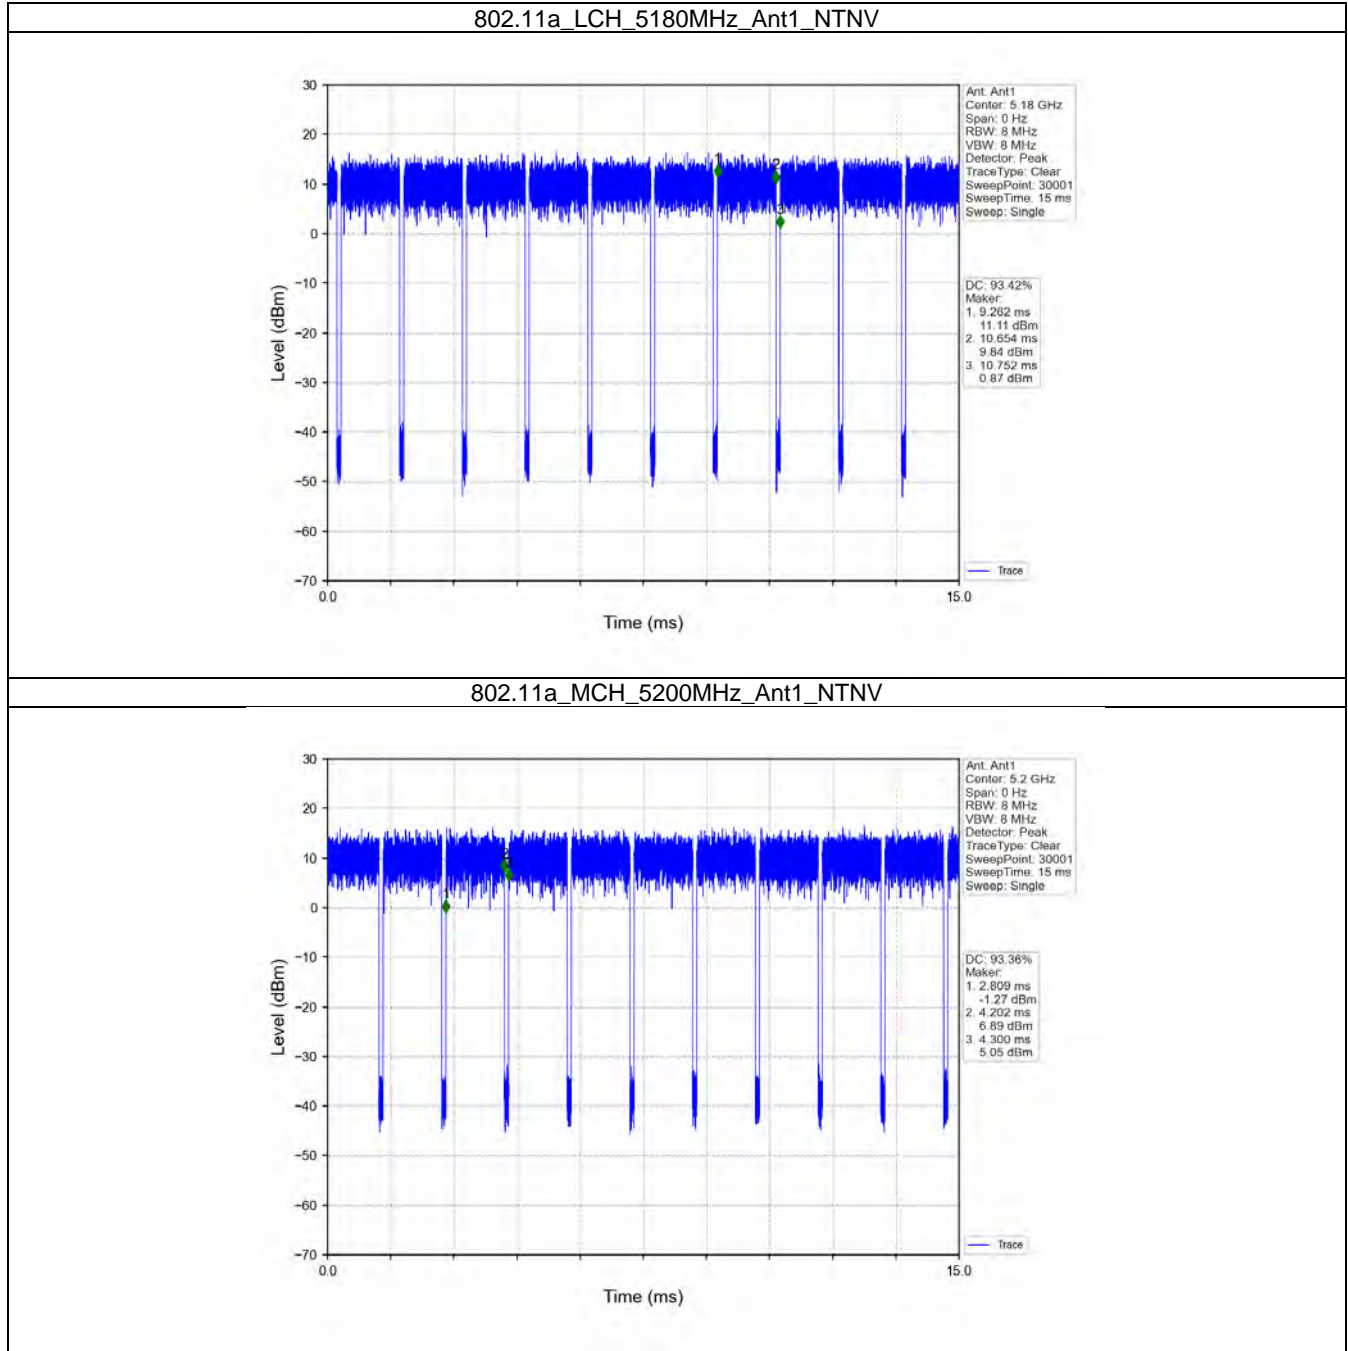 802.11a_LCH_5180MHz_Ant1_NTNV
30
20
10
0
−10
−20
−30
−40
−50
−60
−70
Level (dBm)
0.0
15.0
Time (ms)
1
2
3
Ant: Ant1
Center: 5.18 GHz
Span: 0 Hz
RBW: 8 MHz
VBW: 8 MHz
Detector: Peak
TraceType: Clear
SweepPoint: 30001
SweepTime: 15 ms
Sweep: Single
DC: 93.42%
Maker:
1. 9.262 ms
11.11 dBm
2. 10.654 ms
9.84 dBm
3. 10.752 ms
0.87 dBm
Trace
802.11a_MCH_5200MHz_Ant1_NTNV
30
20
10
0
−10
−20
−30
−40
−50
−60
−70
Level (dBm)
0.0
15.0
Time (ms)
1
2
Ant: Ant1
Center: 5.2 GHz
Span: 0 Hz
RBW: 8 MHz
VBW: 8 MHz
Detector: Peak
TraceType: Clear
SweepPoint: 30001
SweepTime: 15 ms
Sweep: Single
DC: 93.36%
Maker:
1. 2.809 ms
-1.27 dBm
2. 4.202 ms
6.89 dBm
3. 4.300 ms
5.05 dBm
Trace